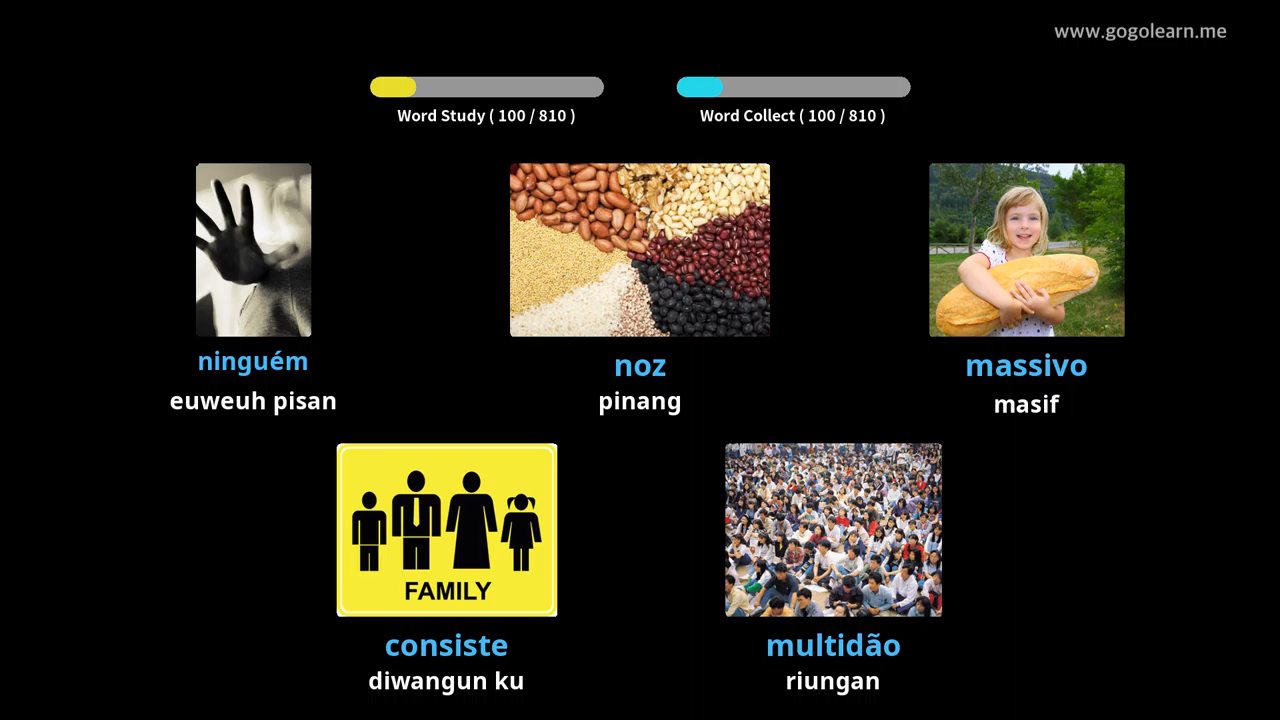 www.gogolearn.me
Word Study ( 100 / 810 )
Word Collect ( 100 / 810 )
ninguém
euweuh pisan
noz
pinang
massivo
masif
FAMILY
consiste
diwangun ku
multidão
riungan